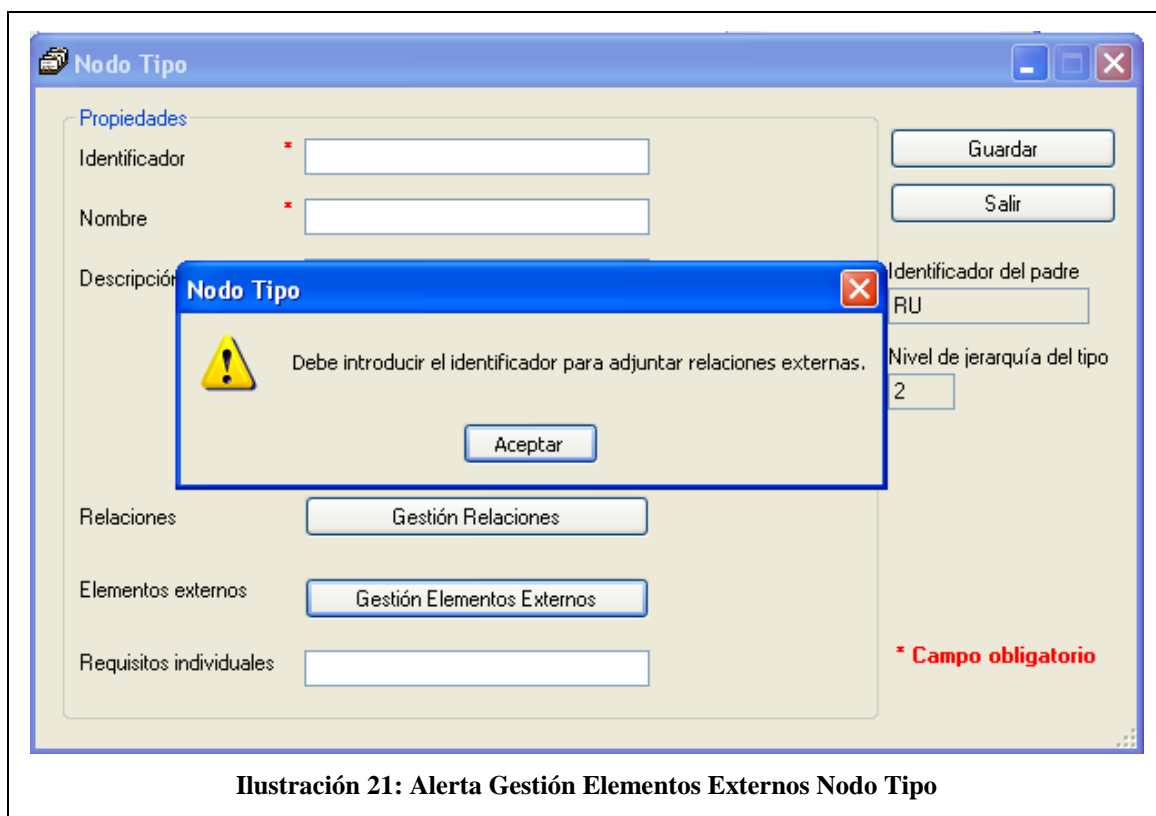 Nodo Tipo
Propiedades
Identificador *
Nombre *
Descripción
Guardar
Salir
Identificador del padre
RU
Nivel de jerarquía del tipo
2
Nodo Tipo
Debe introducir el identificador para adjuntar relaciones externas.
Aceptar
Relaciones
Gestión Relaciones
Elementos externos
Gestión Elementos Externos
Requisitos individuales
* Campo obligatorio
Ilustración 21: Alerta Gestión Elementos Externos Nodo Tipo